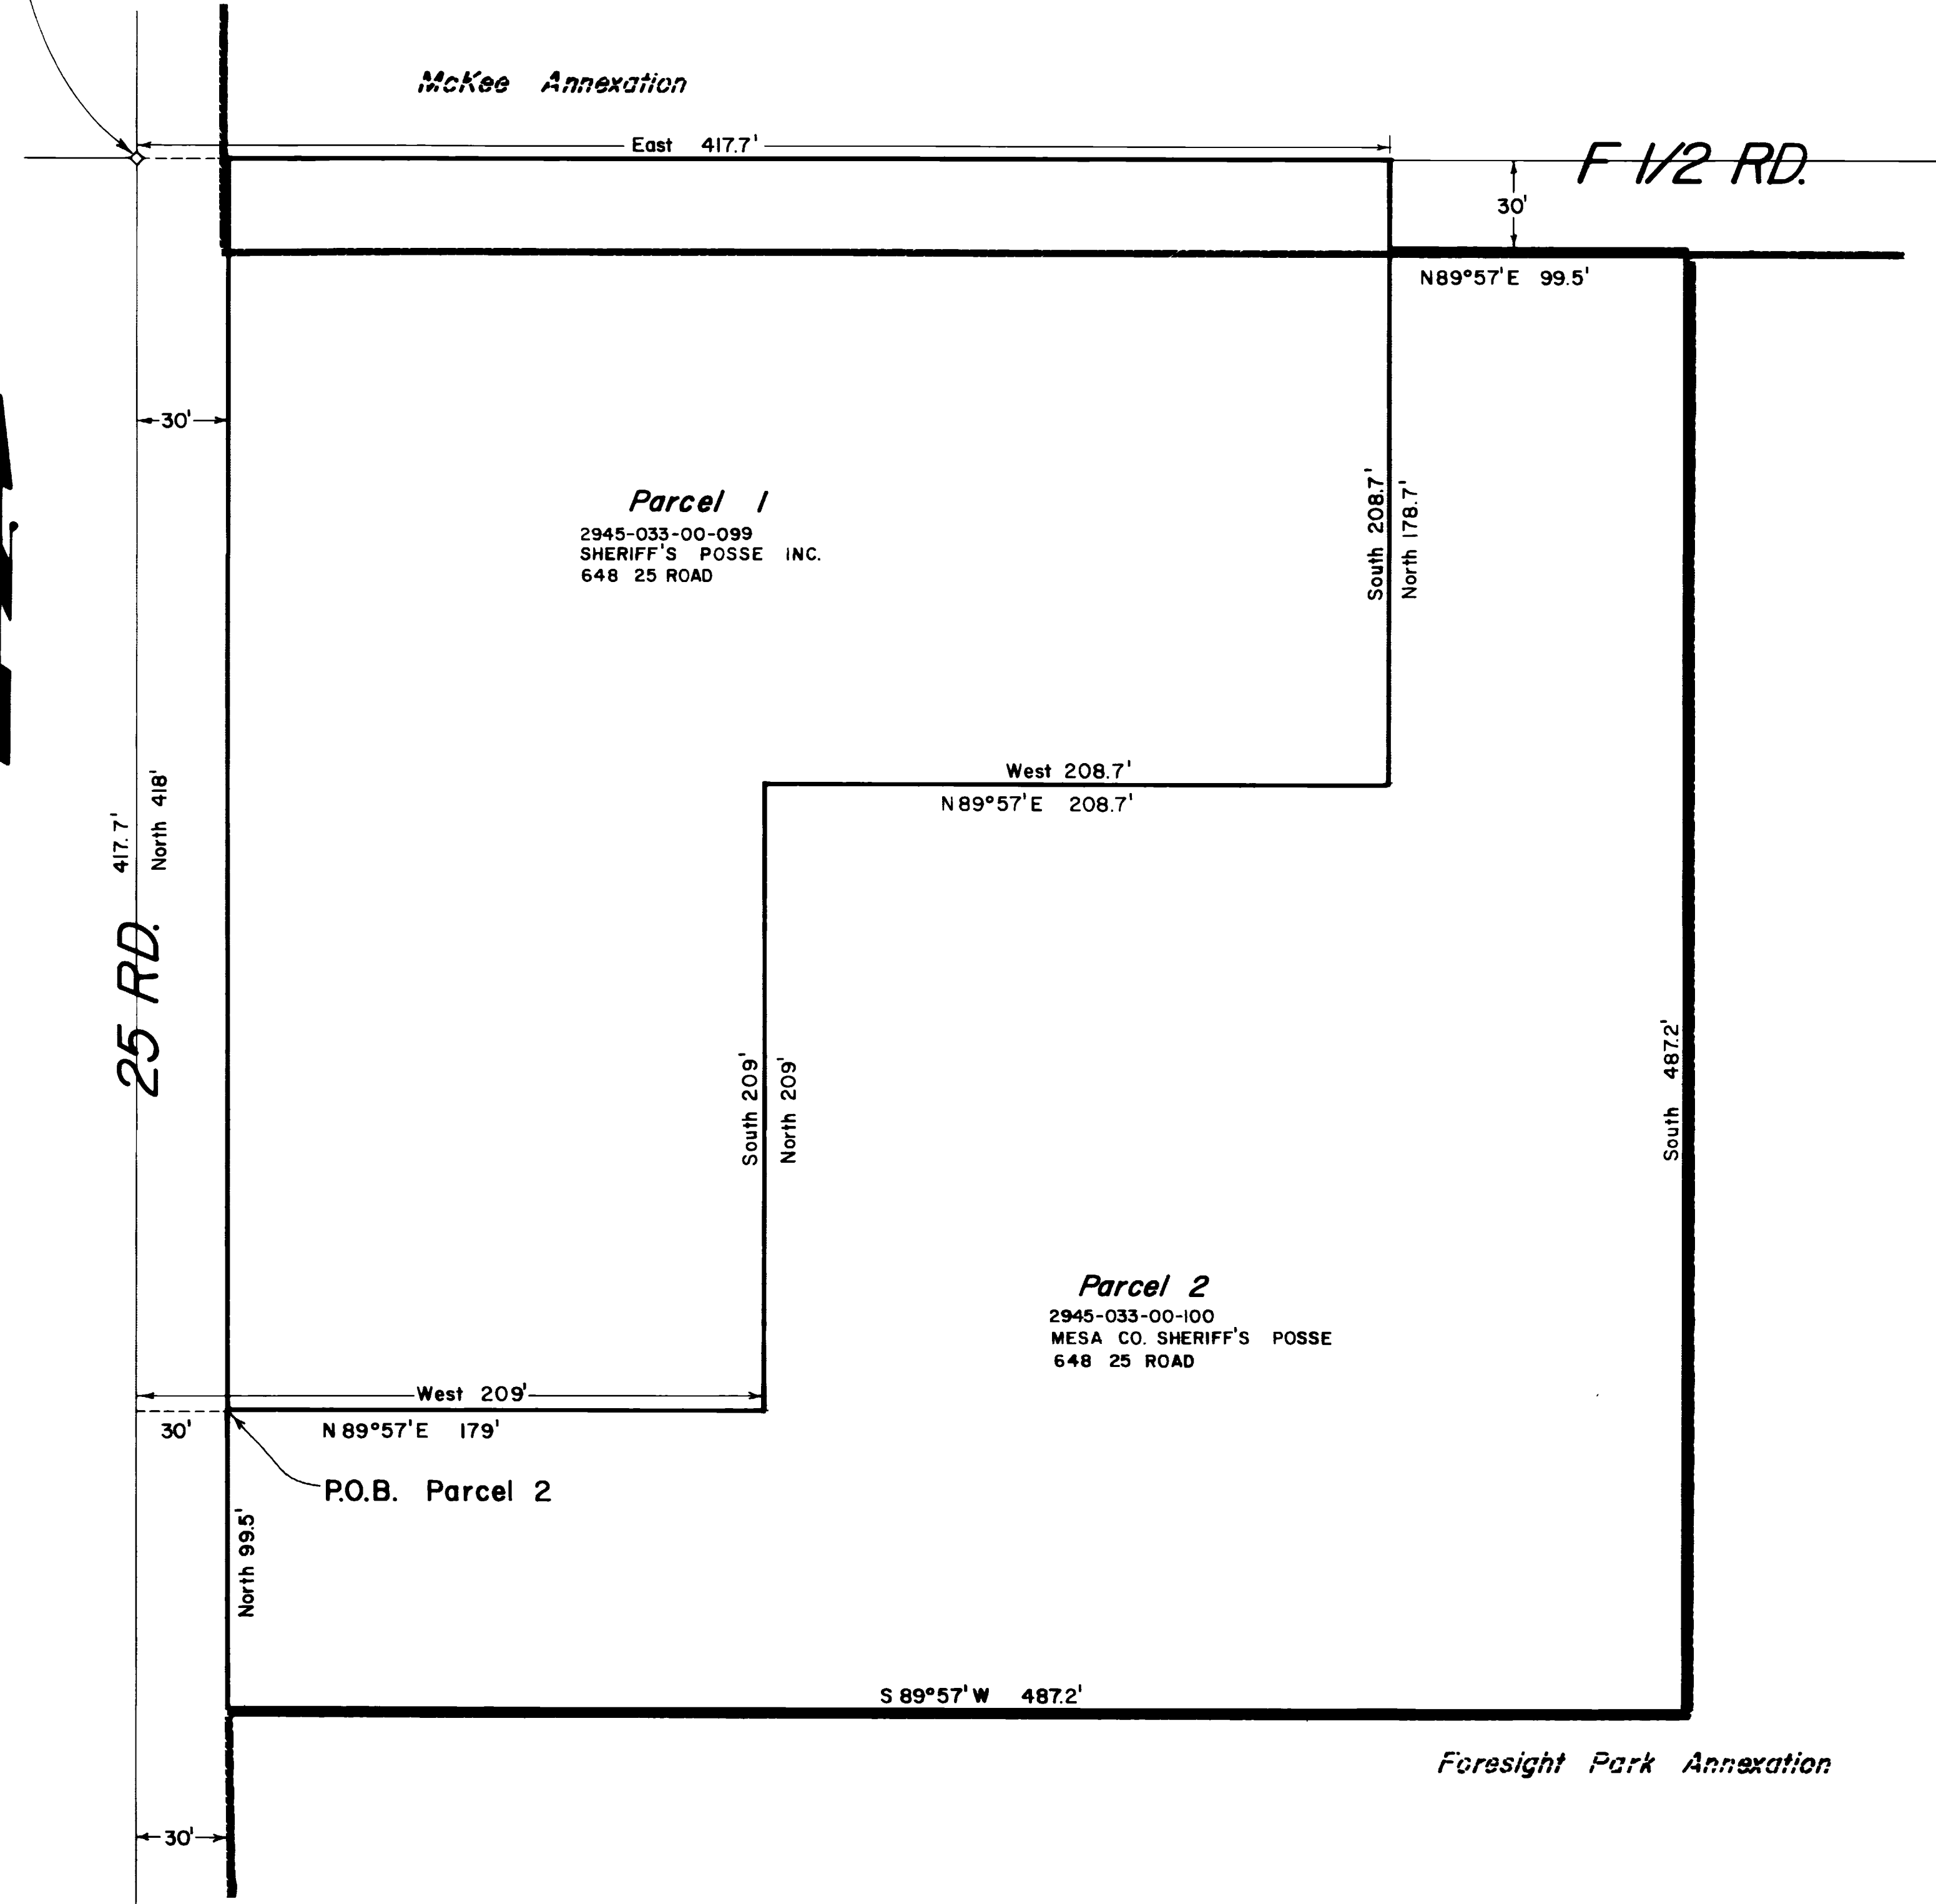 McKee Annexation
East 417.7'
F 1/2 RD.
30'
N89°57'E 99.5'
30'
Parcel 1
2945-033-00-099
SHERIFF'S POSSE INC.
648 25 ROAD
South 208.7'
North 178.7'
West 208.7'
N89°57'E 208.7'
417.7'
North 418'
25 RD.
South 209'
North 209'
South 487.2'
Parcel 2
2945-033-00-100
MESA CO. SHERIFF'S POSSE
648 25 ROAD
West 209'
30'
N89°57'E 179'
P.O.B. Parcel 2
North 99.5'
S89°57'W 487.2'
Foresight Park Annexation
30'